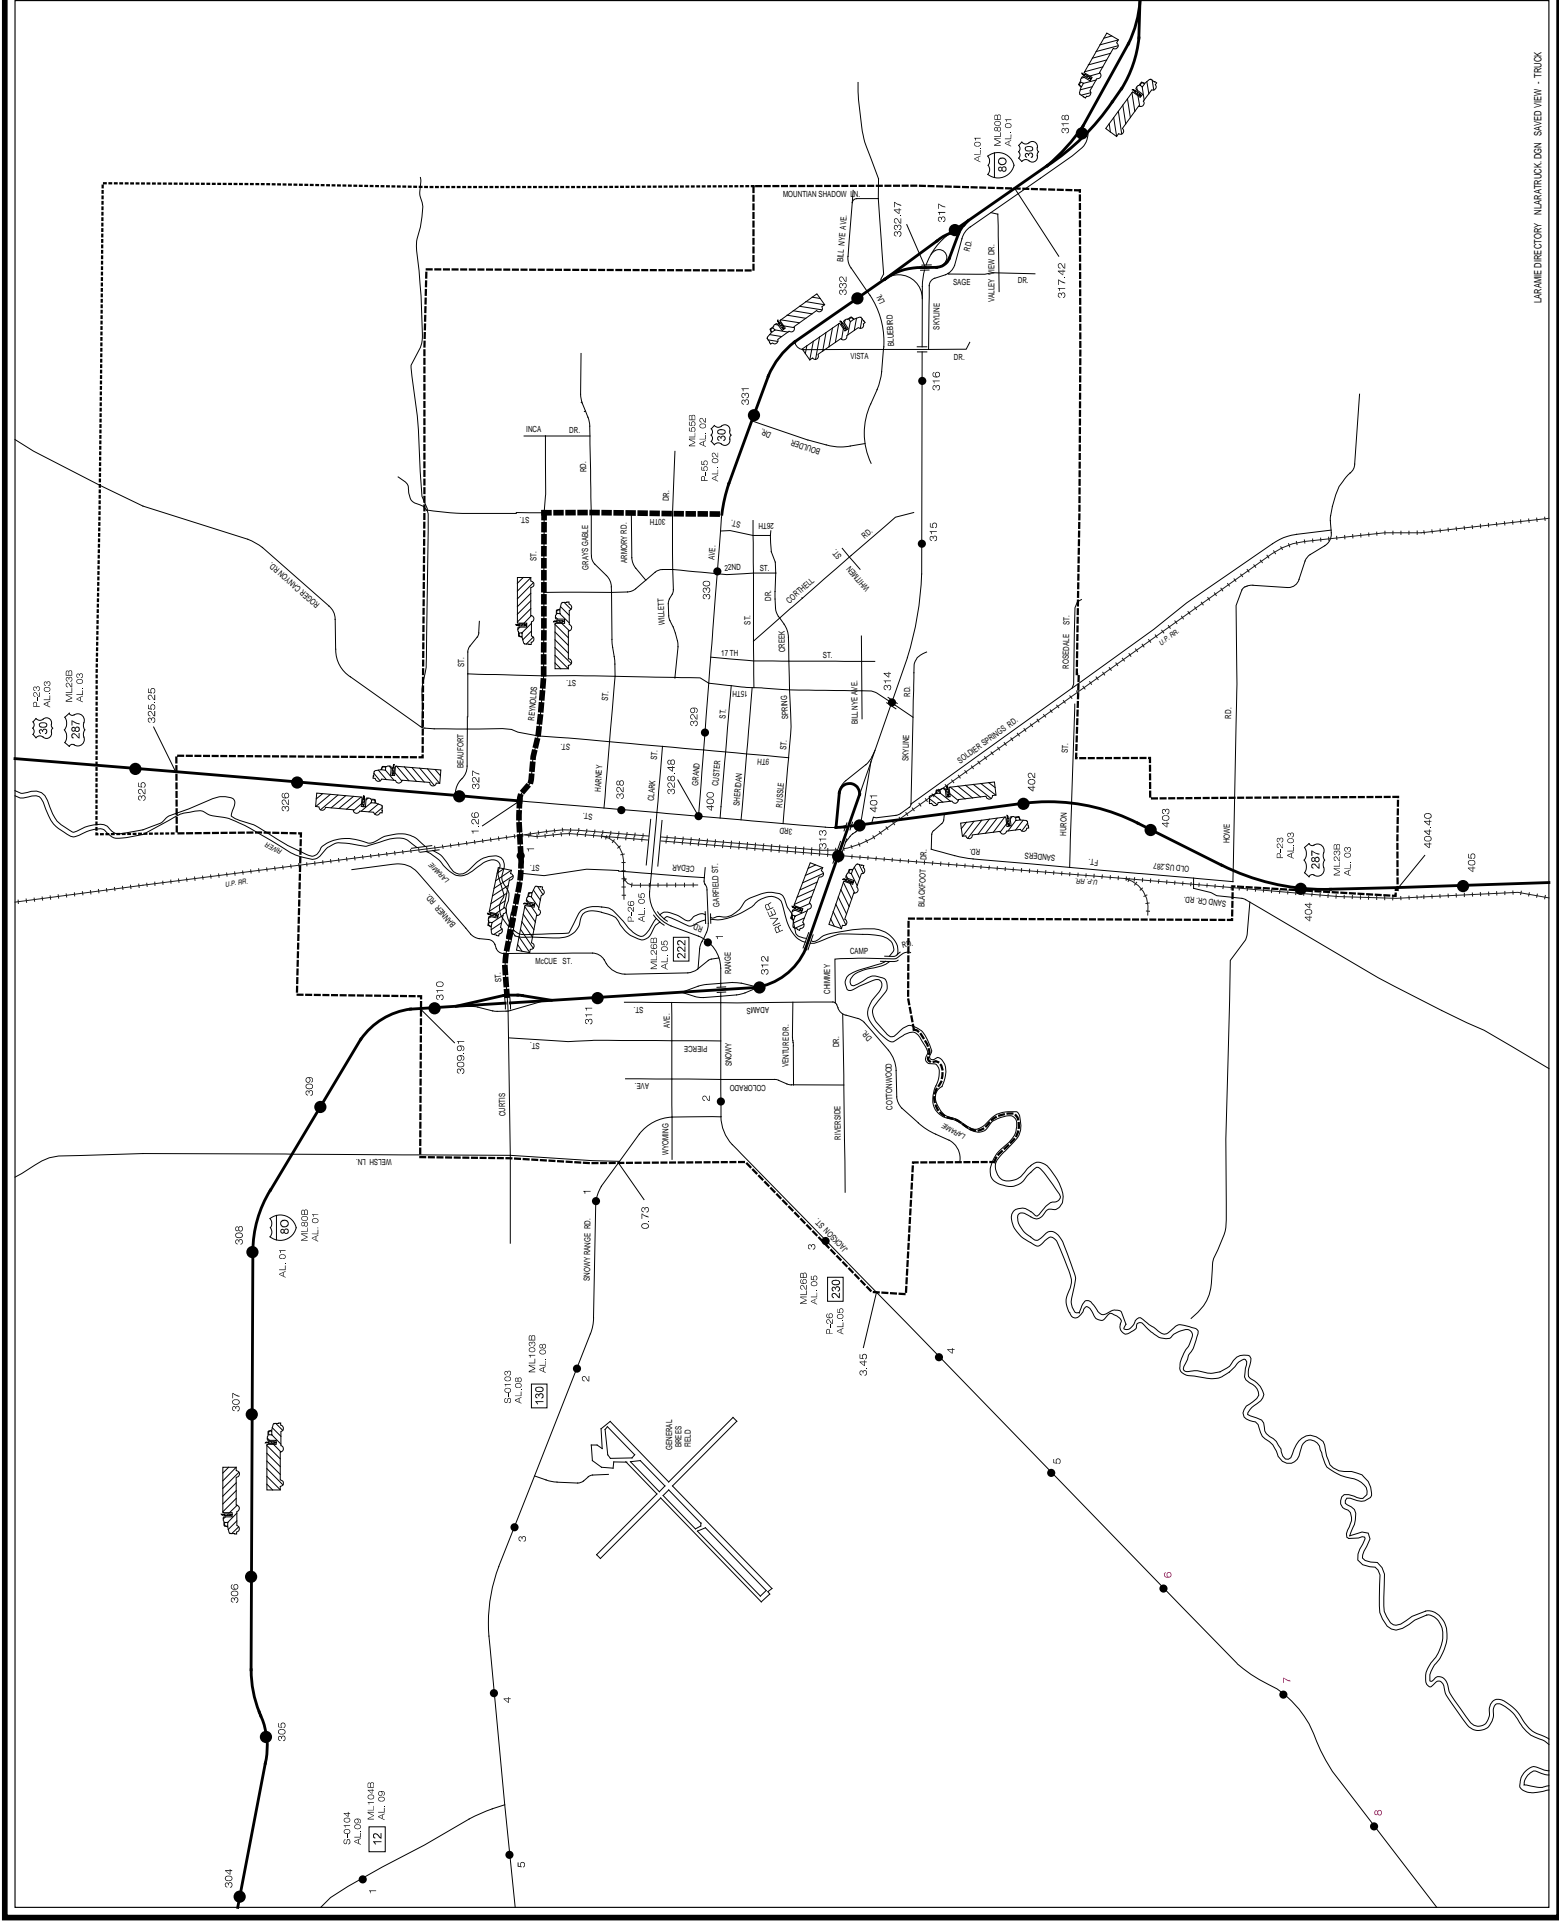 LARAMIE DIRECTORY NLARATRUCK.DGN SAVED VIEW - TRUCK
30
P-23
AL.03
287
ML23B
AL. 03
325.25
325
326
327
1.26
328
328.48
400
329
330
331
332
332.47
317
317.42
318
316
315
314
313
401
402
403
404
404.40
405
312
311
310
309.91
309
308
307
306
305
304
AL.01
80
ML80B
AL. 01
30
P-55
AL. 02
ML55B
AL. 02
30
P-23
AL.03
287
ML23B
AL. 03
P-26
AL. 05
ML26B
AL. 05
222
AL. 01
80
ML80B
AL. 01
S-0103
AL.08
130
ML103B
AL. 08
ML26B
AL. 05
230
P-26
AL.05
S-0104
AL.09
12
ML104B
AL. 09
3.45
0.73
1
1
2
3
4
5
6
7
8
1
2
3
4
5
1
ROGER CANYON RD.
U.P. RR.
RIVER
LARAMIE
BANNER RD.
BEAUFORT
ST.
REYNOLDS
ST.
INCA
DR.
GRAYS GABLE
RD.
ARMORY RD.
30TH
ST.
WILLETT
DR.
HARNEY
ST.
CLARK
ST.
GRAND
AVE.
CUSTER
ST.
SHERIDAN
ST.
RUSSLE
ST.
9TH
ST.
15TH
ST.
17 TH
ST.
22ND
ST.
26TH
ST.
SPRING
CREEK
DR.
CORTHELL
RD.
WHITMEN
ST.
BILL NYE AVE.
SKYLINE
RD.
BOULDER
DR.
VISTA
DR.
BLUEBIRD
LN.
BILL NYE AVE.
MOUNTIAN SHADOW LN.
SKYLINE
RD.
SAGE
DR.
VALLEY VIEW DR.
ROSEDALE ST.
SOLDIER SPRINGS RD.
U.P. RR.
HURON
ST.
HOWE
RD.
SANDERS
RD.
FT.
OLD US 287
U.P. RR
SAND CR. RD.
BLACKFOOT DR.
3RD
ST.
CEDAR
ST.
GARFIELD ST.
RIVER
McCUE ST.
SNOWY
RANGE
RD.
CURTIS
ST.
ADAMS
ST.
PIERCE
ST.
COLORADO
AVE.
WYOMING
AVE.
VENTURE DR.
RIVERSIDE
DR.
CHIMMEY
CAMP
COTTONWOOD
DR.
LARAMIE
WELSH LN.
SNOWY RANGE RD.
JACKSON ST.
GENERAL
BREES
FIELD